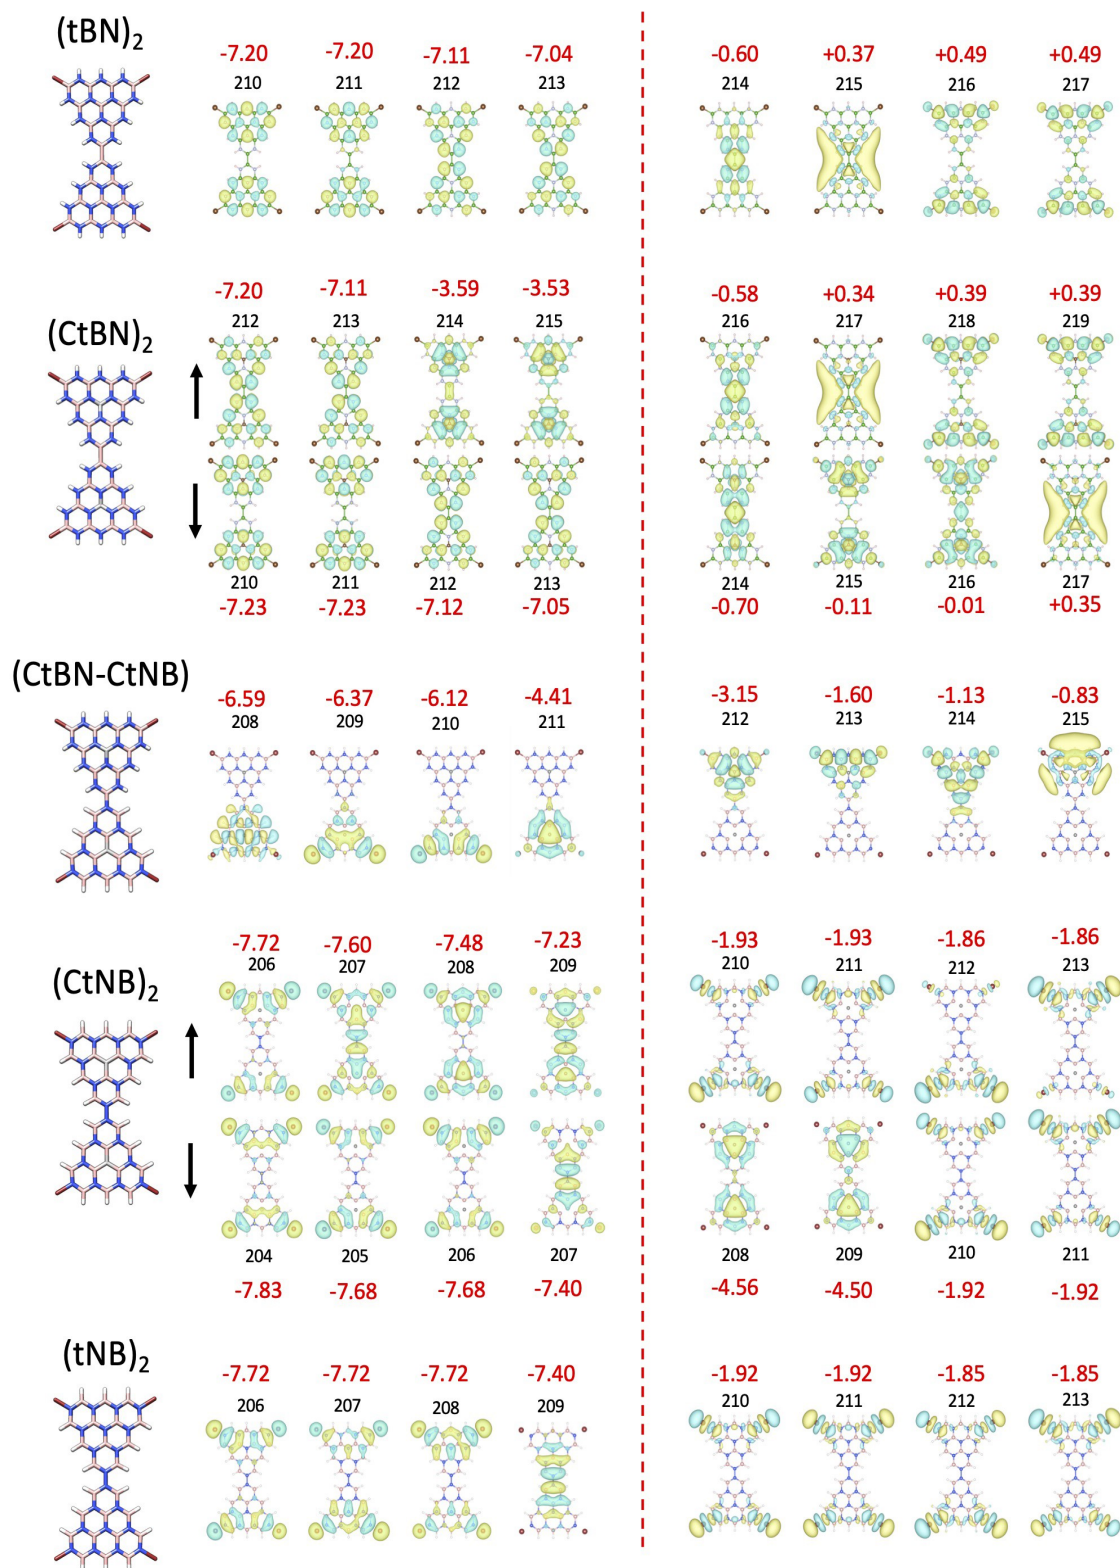 (tBN)2
-7.20 -7.20 -7.11 -7.04 -0.60 +0.37 +0.49 +0.49
210 211 212 213 214 215 216 217
(CtBN)2
-7.20 -7.11 -3.59 -3.53 -0.58 +0.34 +0.39 +0.39
212 213 214 215 216 217 218 219
210 211 212 213 214 215 216 217
-7.23 -7.23 -7.12 -7.05 -0.70 -0.11 -0.01 +0.35
(CtBN-CtNB)
-6.59 -6.37 -6.12 -4.41 -3.15 -1.60 -1.13 -0.83
208 209 210 211 212 213 214 215
(CtNB)2
-7.72 -7.60 -7.48 -7.23 -1.93 -1.93 -1.86 -1.86
206 207 208 209 210 211 212 213
204 205 206 207 208 209 210 211
-7.83 -7.68 -7.68 -7.40 -4.56 -4.50 -1.92 -1.92
(tNB)2
-7.72 -7.72 -7.72 -7.40 -1.92 -1.92 -1.85 -1.85
206 207 208 209 210 211 212 213